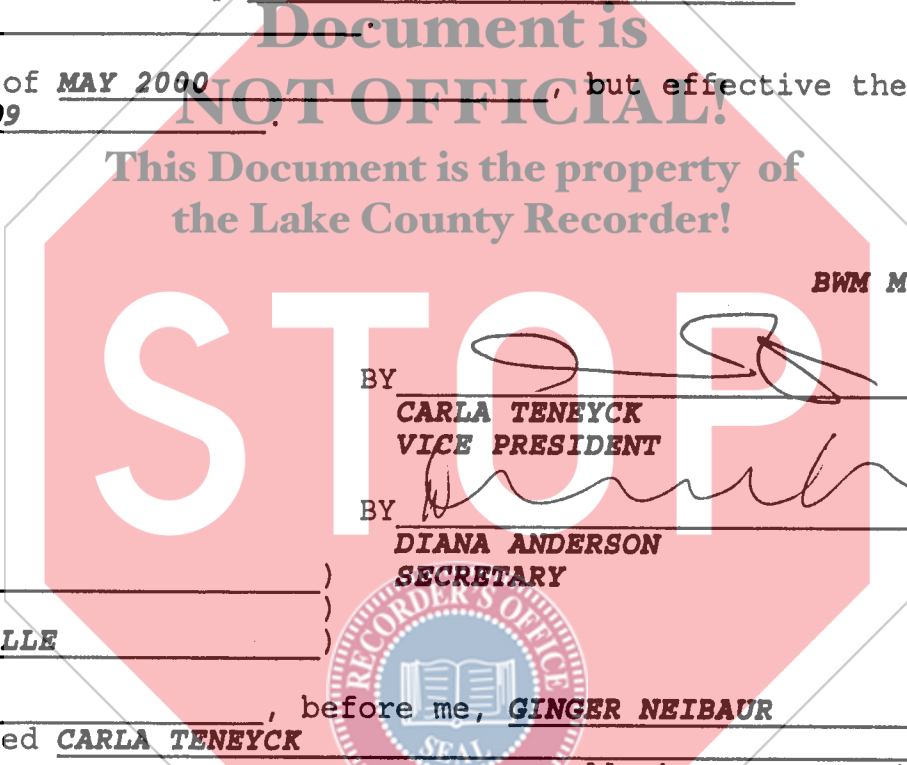 Document is
of MAY 2000, but effective the
NOT OFFICIAL!
99
This Document is the property of
the Lake County Recorder!
STOP
BWM M
BY
CARLA TENEYCK
VICE PRESIDENT
BY
DIANA ANDERSON
SECRETARY
)
)
LLE )
RECORDER'S OFFICE
, before me, GINGER NEIBAUR
ed CARLA TENEYCK
SEAL